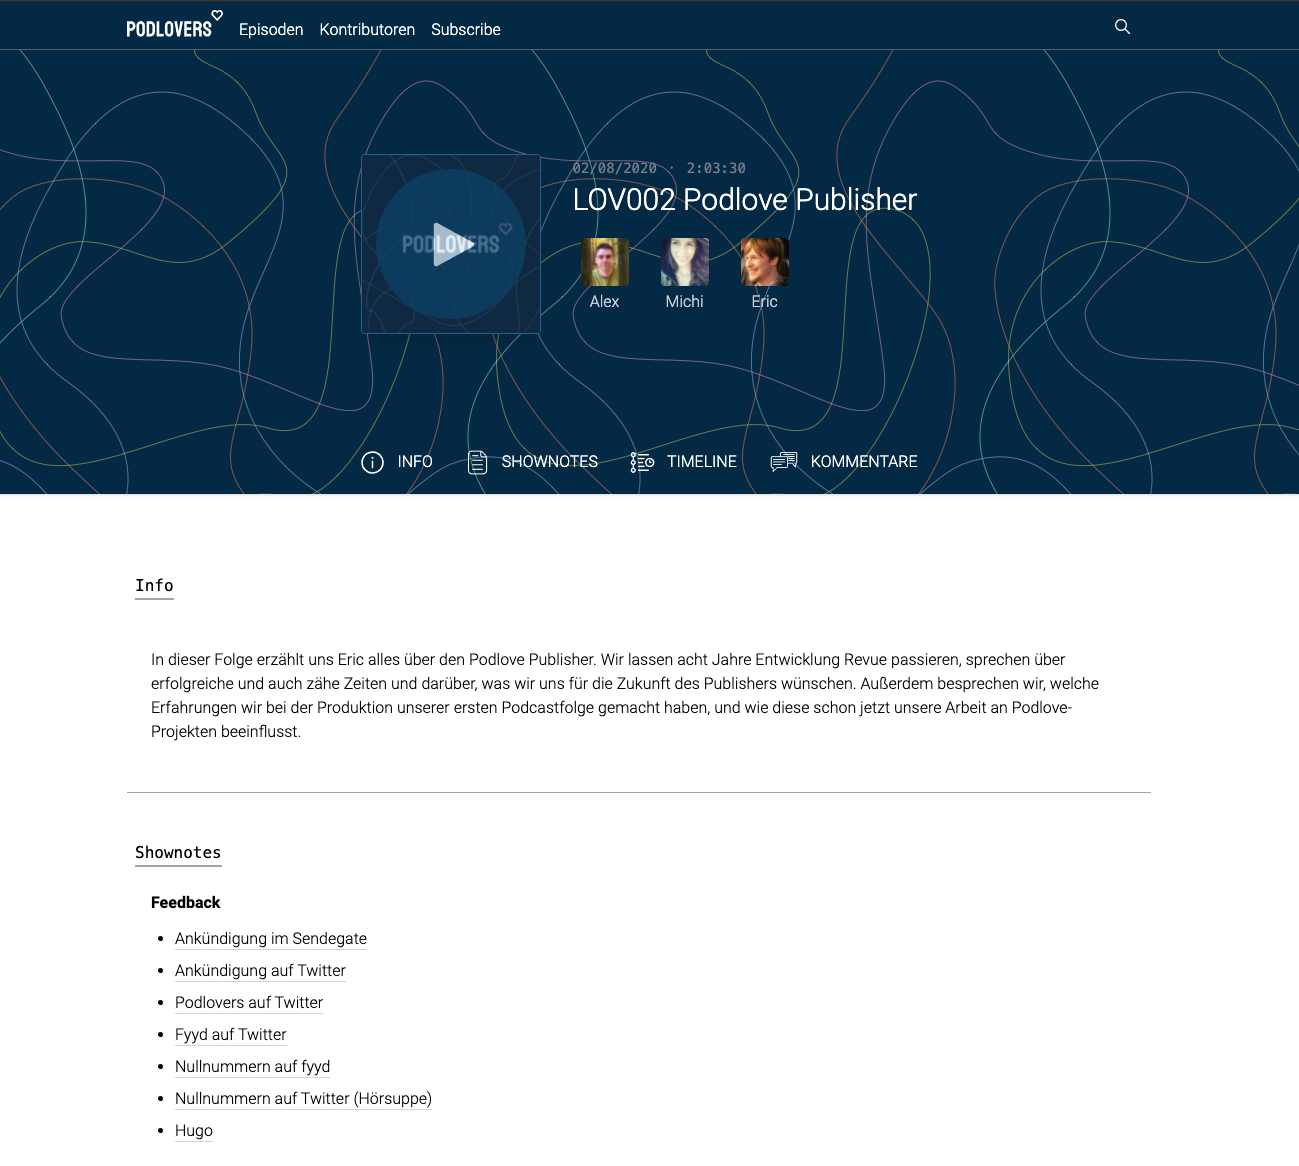 PODLOVERS
Episoden Kontributoren Subscribe
02/08/2020 · 2:03:30
LOV002 Podlove Publisher
PODLOVERS
Alex Michi Eric
INFO SHOWNOTES TIMELINE KOMMENTARE
Info
In dieser Folge erzählt uns Eric alles über den Podlove Publisher. Wir lassen acht Jahre Entwicklung Revue passieren, sprechen über
erfolgreiche und auch zähe Zeiten und darüber, was wir uns für die Zukunft des Publishers wünschen. Außerdem besprechen wir, welche
Erfahrungen wir bei der Produktion unserer ersten Podcastfolge gemacht haben, und wie diese schon jetzt unsere Arbeit an Podlove-
Projekten beeinflusst.
Shownotes
Feedback
Ankündigung im Sendegate
Ankündigung auf Twitter
Podlovers auf Twitter
Fyyd auf Twitter
Nullnummern auf fyyd
Nullnummern auf Twitter (Hörsuppe)
Hugo